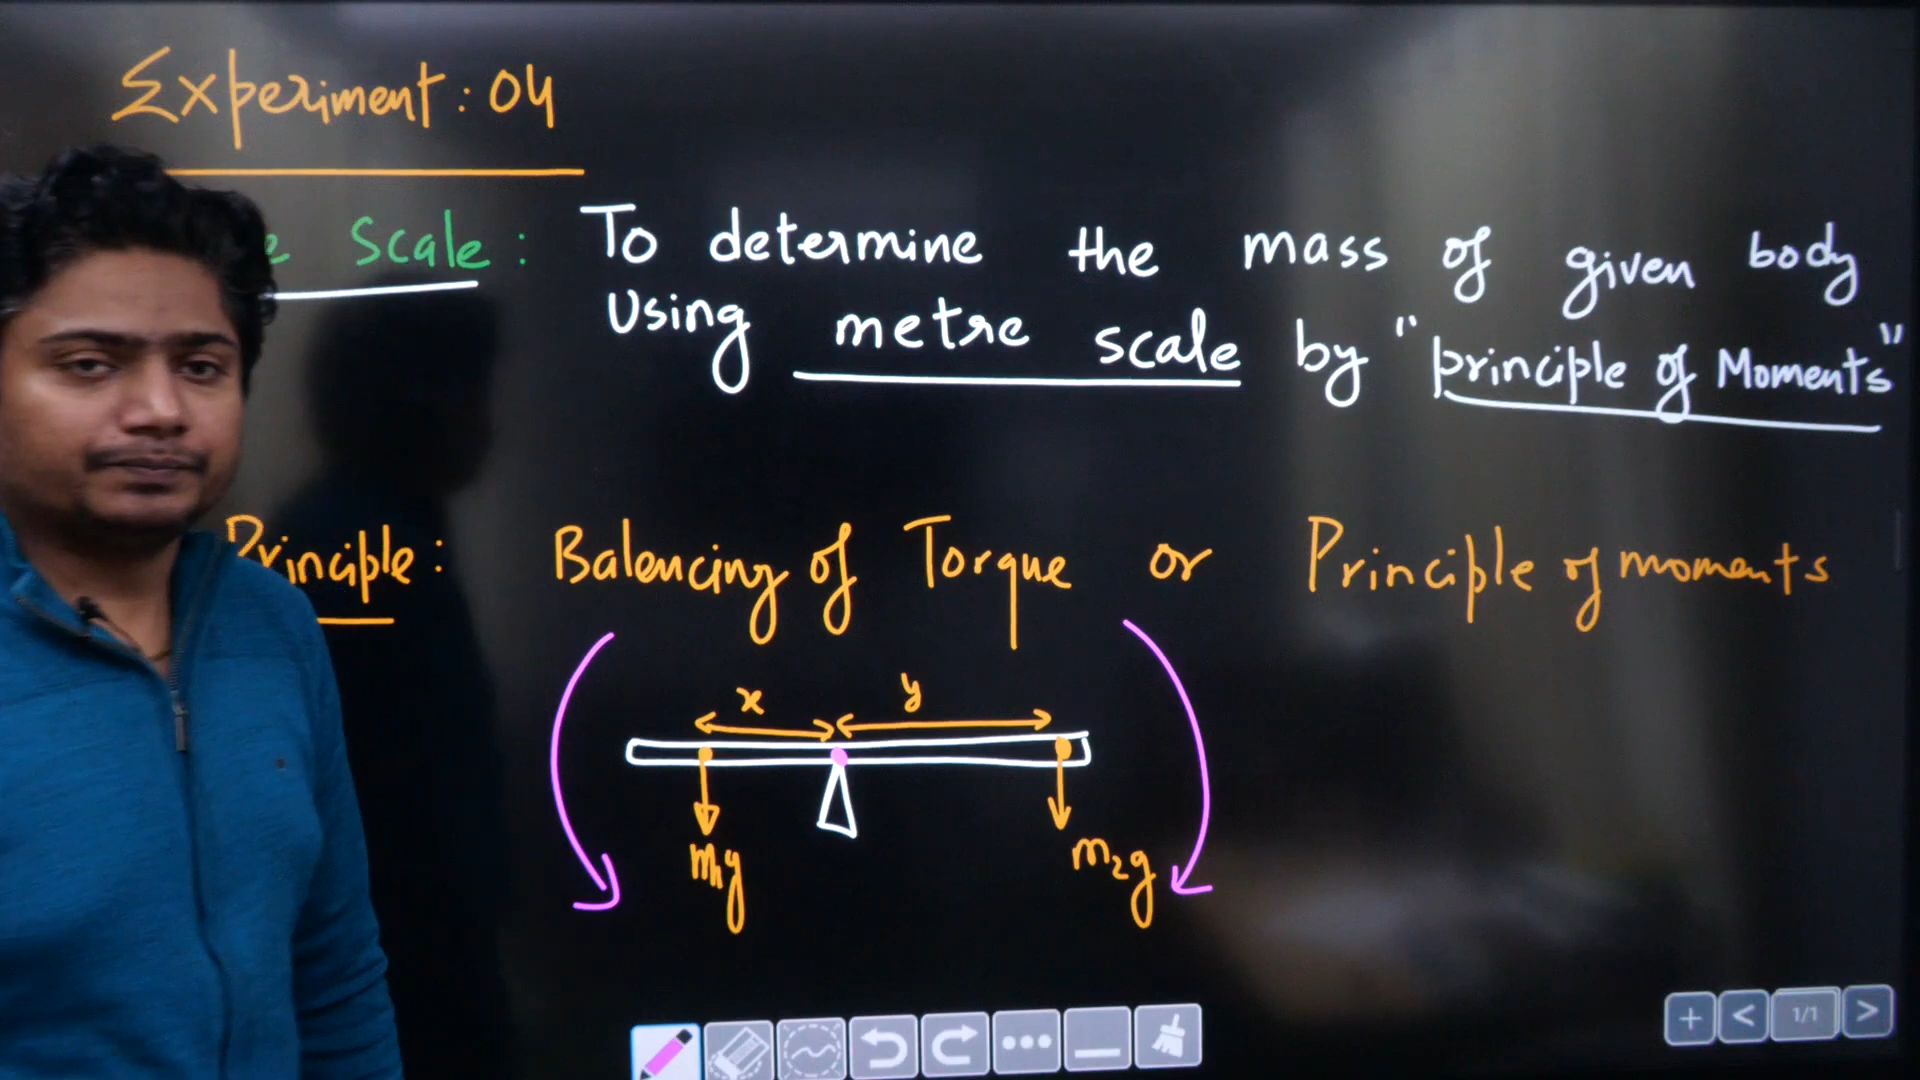 Experiment: 04
Scale: To determine the mass of given body
Using metre scale by "principle of Moments"
Principle: Balencing of Torque or Principle of moments
x y
m₁g m₂g
1/1